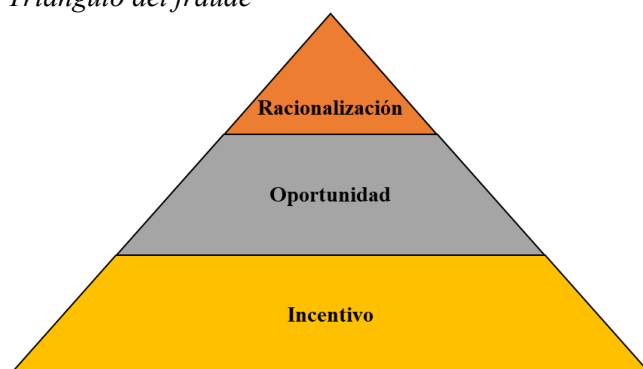 Triángulo del fraude
Racionalización
Oportunidad
Incentivo